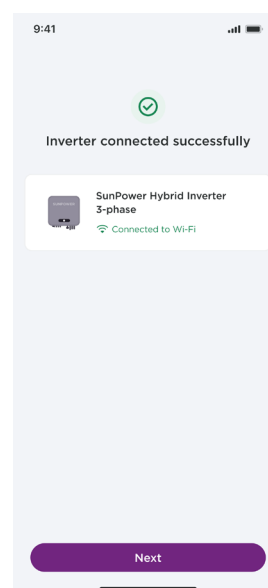 9:41
Inverter connected successfully
SunPower Hybrid Inverter
3-phase
Connected to Wi-Fi
Next